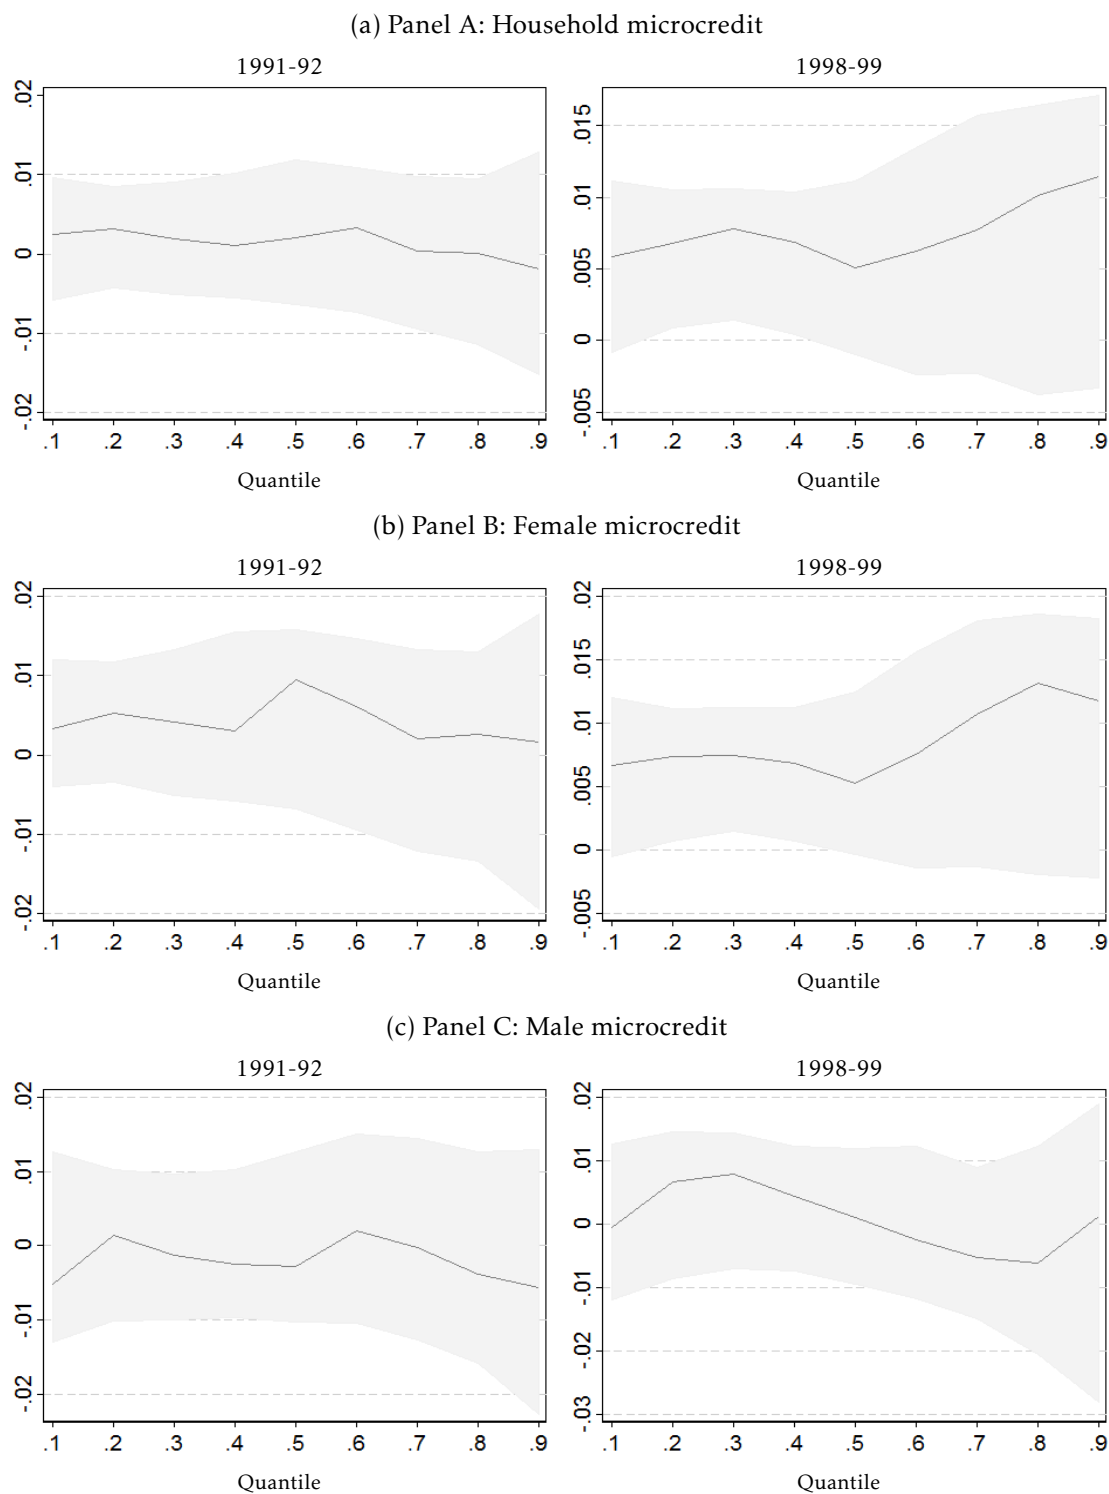 (a) Panel A: Household microcredit
1991-92
.02
.01
0
-.01
-.02
.1 .2 .3 .4 .5 .6 .7 .8 .9
Quantile
1998-99
.015
.01
.005
0
-.005
.1 .2 .3 .4 .5 .6 .7 .8 .9
Quantile
(b) Panel B: Female microcredit
1991-92
.02
.01
0
-.01
-.02
.1 .2 .3 .4 .5 .6 .7 .8 .9
Quantile
1998-99
.02
.015
.01
.005
0
-.005
.1 .2 .3 .4 .5 .6 .7 .8 .9
Quantile
(c) Panel C: Male microcredit
1991-92
.02
.01
0
-.01
-.02
.1 .2 .3 .4 .5 .6 .7 .8 .9
Quantile
1998-99
.02
.01
0
-.01
-.02
-.03
.1 .2 .3 .4 .5 .6 .7 .8 .9
Quantile